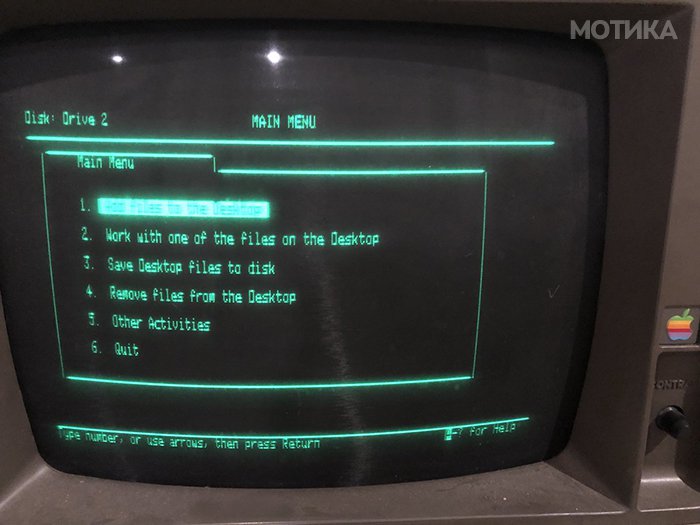 МОТИКА
Disk: Drive 2 MAIN MENU
Main Menu
1. Add files to the Desktop
2. Work with one of the files on the Desktop
3. Save Desktop files to disk
4. Remove files from the Desktop
5. Other Activities
6. Quit
Type number, or use arrows, then press Return -? for Help